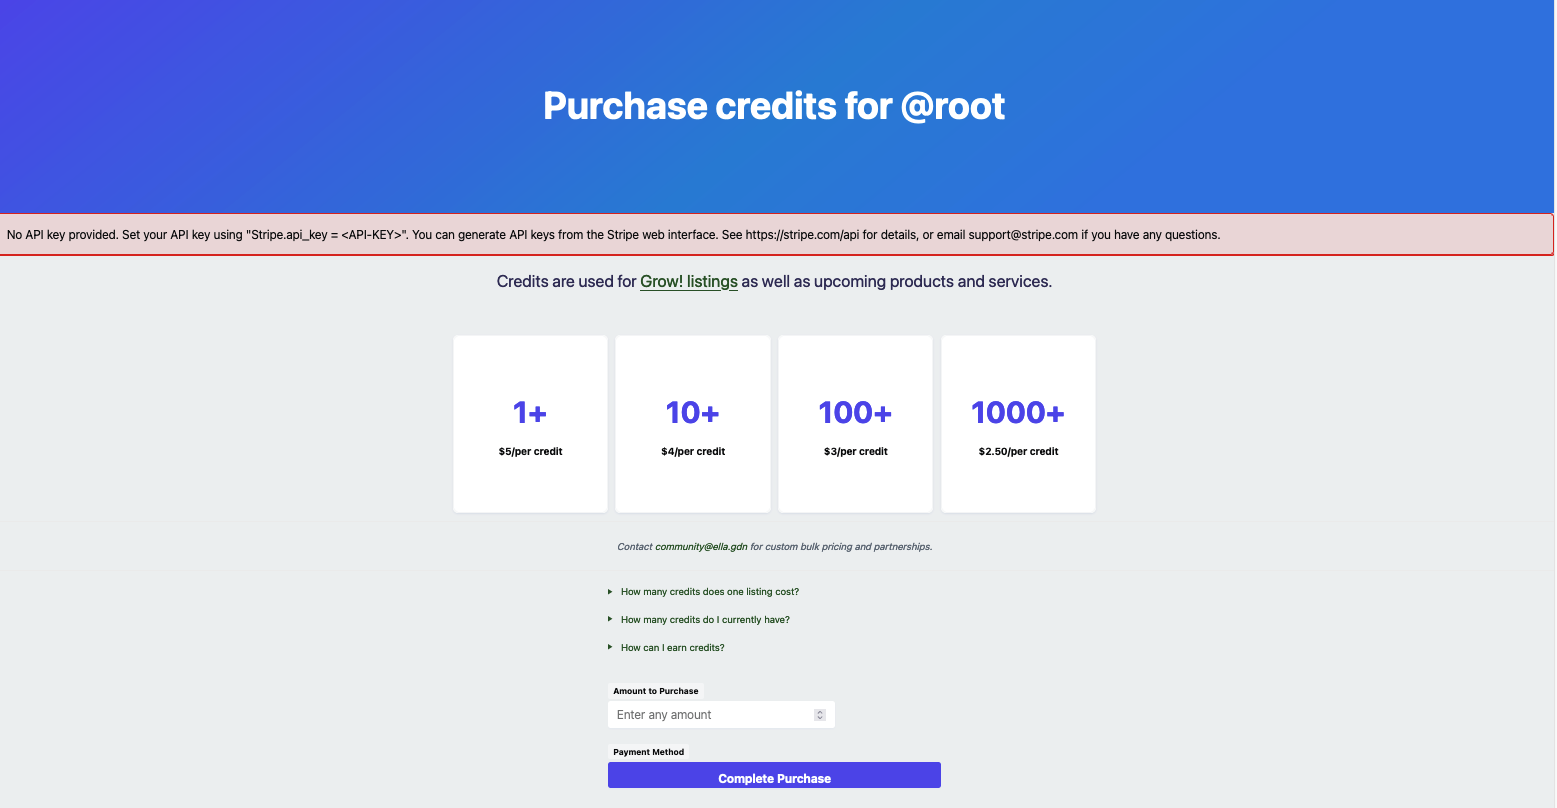 Purchase credits for @root
No API key provided. Set your API key using "Stripe.api_key = <API-KEY>". You can generate API keys from the Stripe web interface. See https://stripe.com/api for details, or email support@stripe.com if you have any questions.
Credits are used for Grow! listings as well as upcoming products and services.
1+
$5/per credit
10+
$4/per credit
100+
$3/per credit
1000+
$2.50/per credit
Contact community@ella.gdn for custom bulk pricing and partnerships.
How many credits does one listing cost?
How many credits do I currently have?
How can I earn credits?
Amount to Purchase
Enter any amount
Payment Method
Complete Purchase